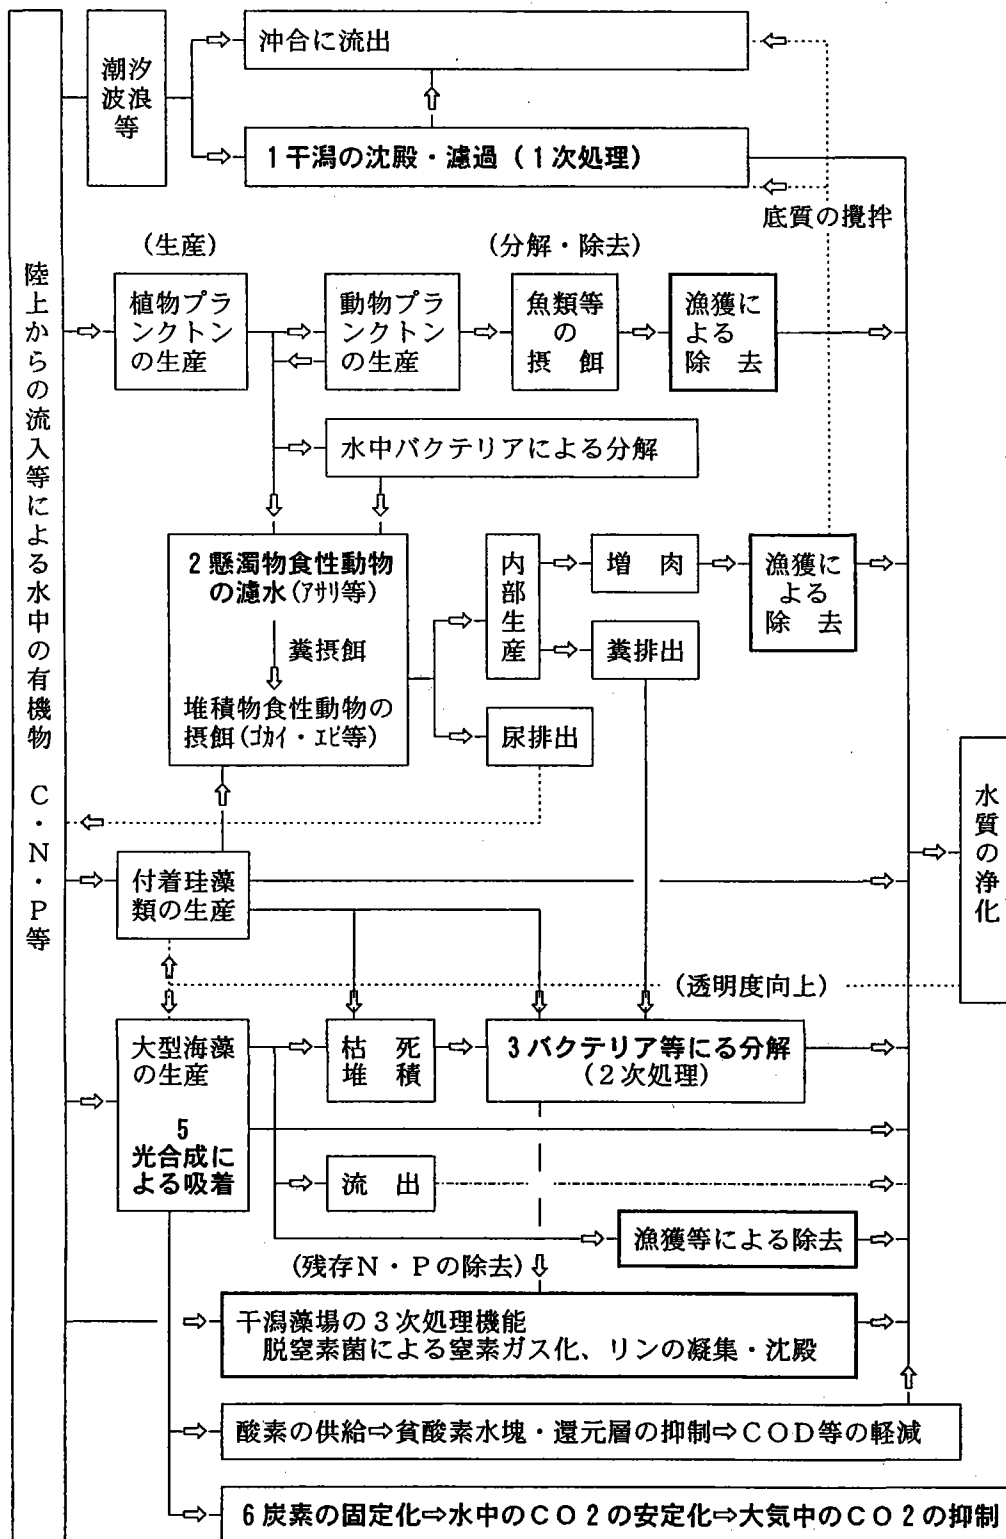 陸上からの流入等による水中の有機物 C・N・P等
潮汐
波浪
等
沖合に流出
1干潟の沈殿・濾過(1次処理)
底質の攪拌
(生産)
(分解・除去)
植物プラ
ンクトン
の生産
動物プラ
ンクトン
の生産
魚類等
の
摂餌
漁獲に
よる
除去
水中バクテリアによる分解
2懸濁物食性動物
の濾水(アサリ等)
糞摂餌
堆積物食性動物の
摂餌(ゴカイ・エビ等)
内部生産
増肉
漁獲に
よる
除去
糞排出
尿排出
水質の浄化
付着珪藻
類の生産
(透明度向上)
大型海藻
の生産
5
光合成に
よる吸着
枯死
堆積
3バクテリア等にる分解
(2次処理)
流出
漁獲等による除去
(残存N・Pの除去)
干潟藻場の3次処理機能
脱窒素菌による窒素ガス化、リンの凝集・沈殿
酸素の供給⇨貧酸素水塊・還元層の抑制⇨COD等の軽減
6炭素の固定化⇨水中のCO2の安定化⇨大気中のCO2の抑制